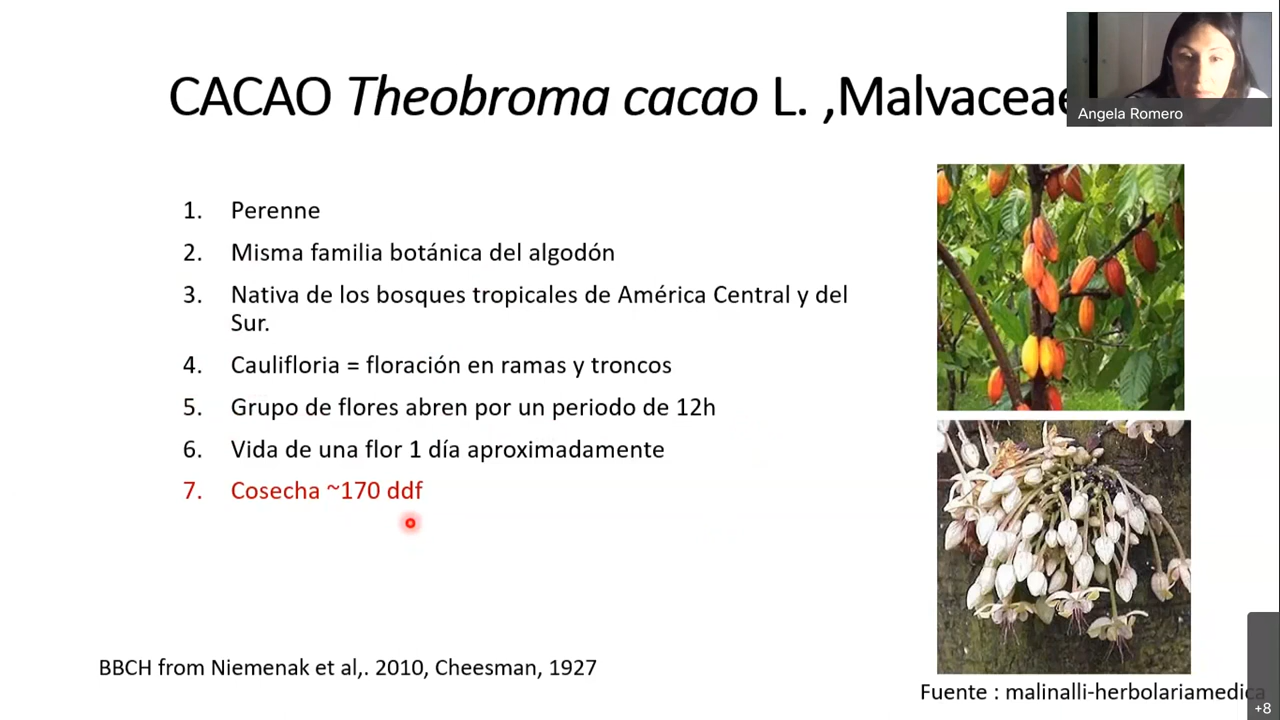 CACAO Theobroma cacao L. ,Malvaceae
Angela Romero
1. Perenne
2. Misma familia botánica del algodón
3. Nativa de los bosques tropicales de América Central y del
Sur.
4. Caulifloria = floración en ramas y troncos
5. Grupo de flores abren por un periodo de 12h
6. Vida de una flor 1 día aproximadamente
7. Cosecha ~170 ddf
BBCH from Niemenak et al,. 2010, Cheesman, 1927
Fuente : malinalli-herbolariamedica
+8